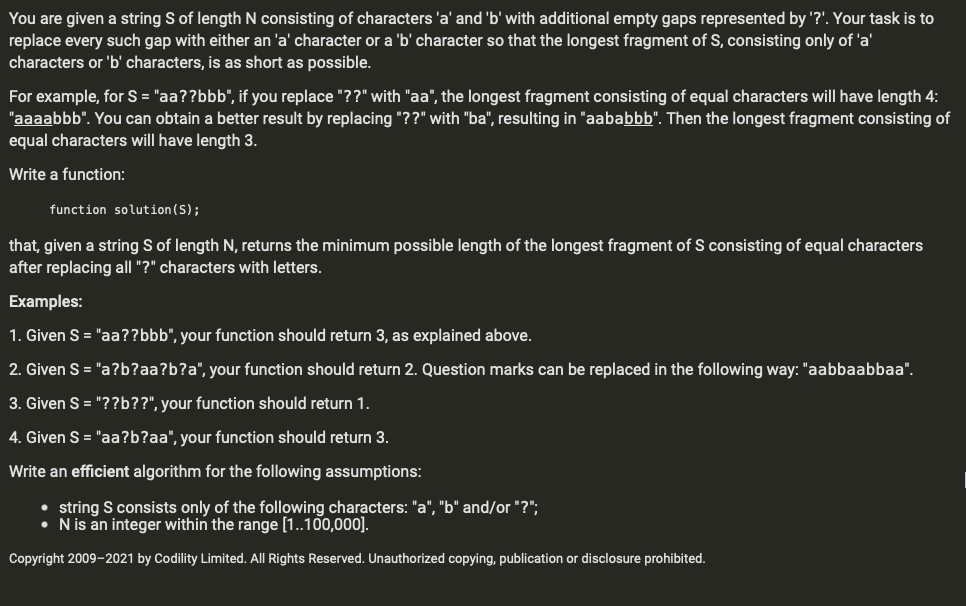 You are given a string S of length N consisting of characters 'a' and 'b' with additional empty gaps represented by '?'. Your task is to
replace every such gap with either an 'a' character or a 'b' character so that the longest fragment of S, consisting only of 'a'
characters or 'b' characters, is as short as possible.
For example, for S = "aa??bbb", if you replace "??" with "aa", the longest fragment consisting of equal characters will have length 4:
"aaaabbb". You can obtain a better result by replacing "??" with "ba", resulting in "aababbb". Then the longest fragment consisting of
equal characters will have length 3.
Write a function:
function solution(S);
that, given a string S of length N, returns the minimum possible length of the longest fragment of S consisting of equal characters
after replacing all "?" characters with letters.
Examples:
1. Given S = "aa??bbb", your function should return 3, as explained above.
2. Given S = "a?b?aa?b?a", your function should return 2. Question marks can be replaced in the following way: "aabbaabbaa".
3. Given S = "??b??", your function should return 1.
4. Given S = "aa?b?aa", your function should return 3.
Write an efficient algorithm for the following assumptions:
• string S consists only of the following characters: "a", "b" and/or "?";
• N is an integer within the range [1..100,000].
Copyright 2009–2021 by Codility Limited. All Rights Reserved. Unauthorized copying, publication or disclosure prohibited.